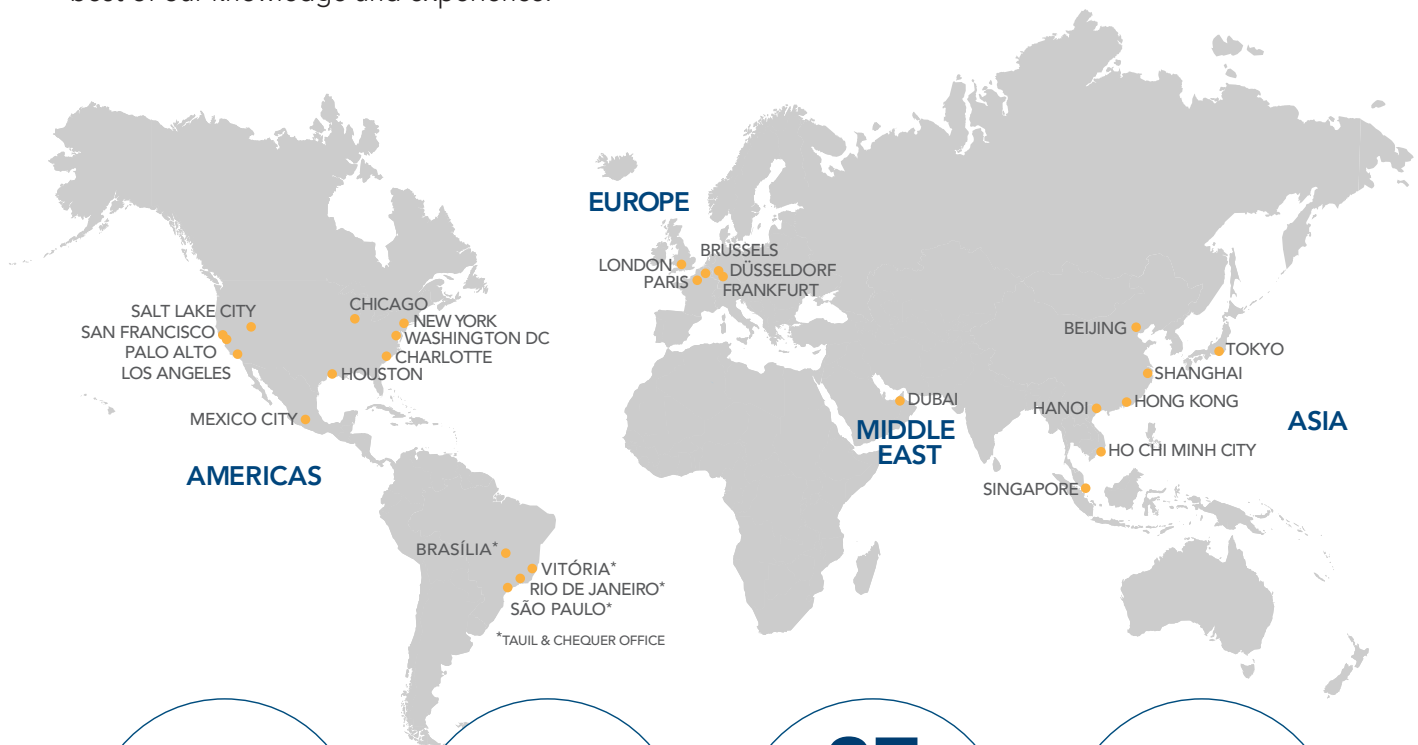 EUROPE
BRUSSELS
LONDON
DÜSSELDORF
PARIS
FRANKFURT
CHICAGO
SALT LAKE CITY
NEW YORK
SAN FRANCISCO
WASHINGTON DC
PALO ALTO
CHARLOTTE
LOS ANGELES
HOUSTON
MEXICO CITY
AMERICAS
BEIJING
TOKYO
SHANGHAI
DUBAI
HANOI
HONG KONG
MIDDLE
EAST
ASIA
HO CHI MINH CITY
SINGAPORE
BRASÍLIA*
VITÓRIA*
RIO DE JANEIRO*
SÃO PAULO*
*TAUIL & CHEQUER OFFICE